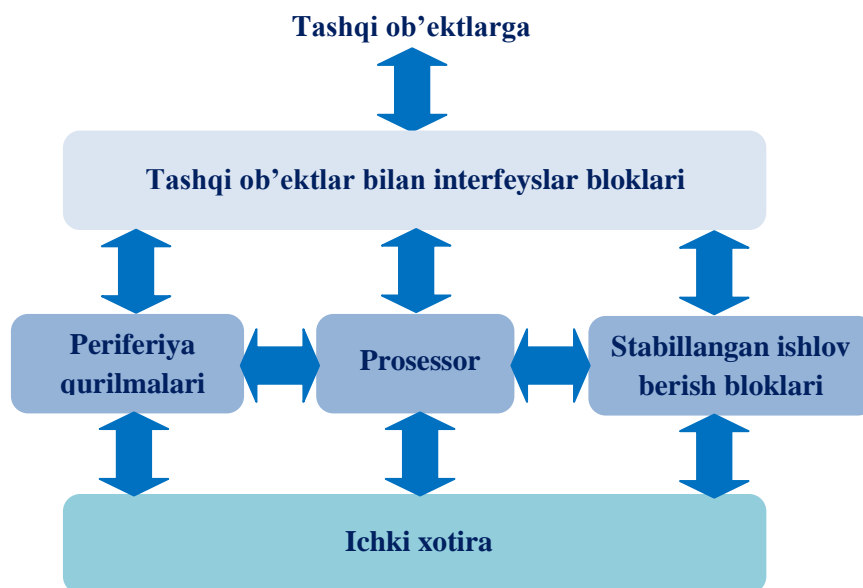 Tashqi ob’ektlarga
Tashqi ob’ektlar bilan interfeyslar bloklari
Periferiya
qurilmalari
Prosessor
Stabillangan ishlov
berish bloklari
Ichki xotira